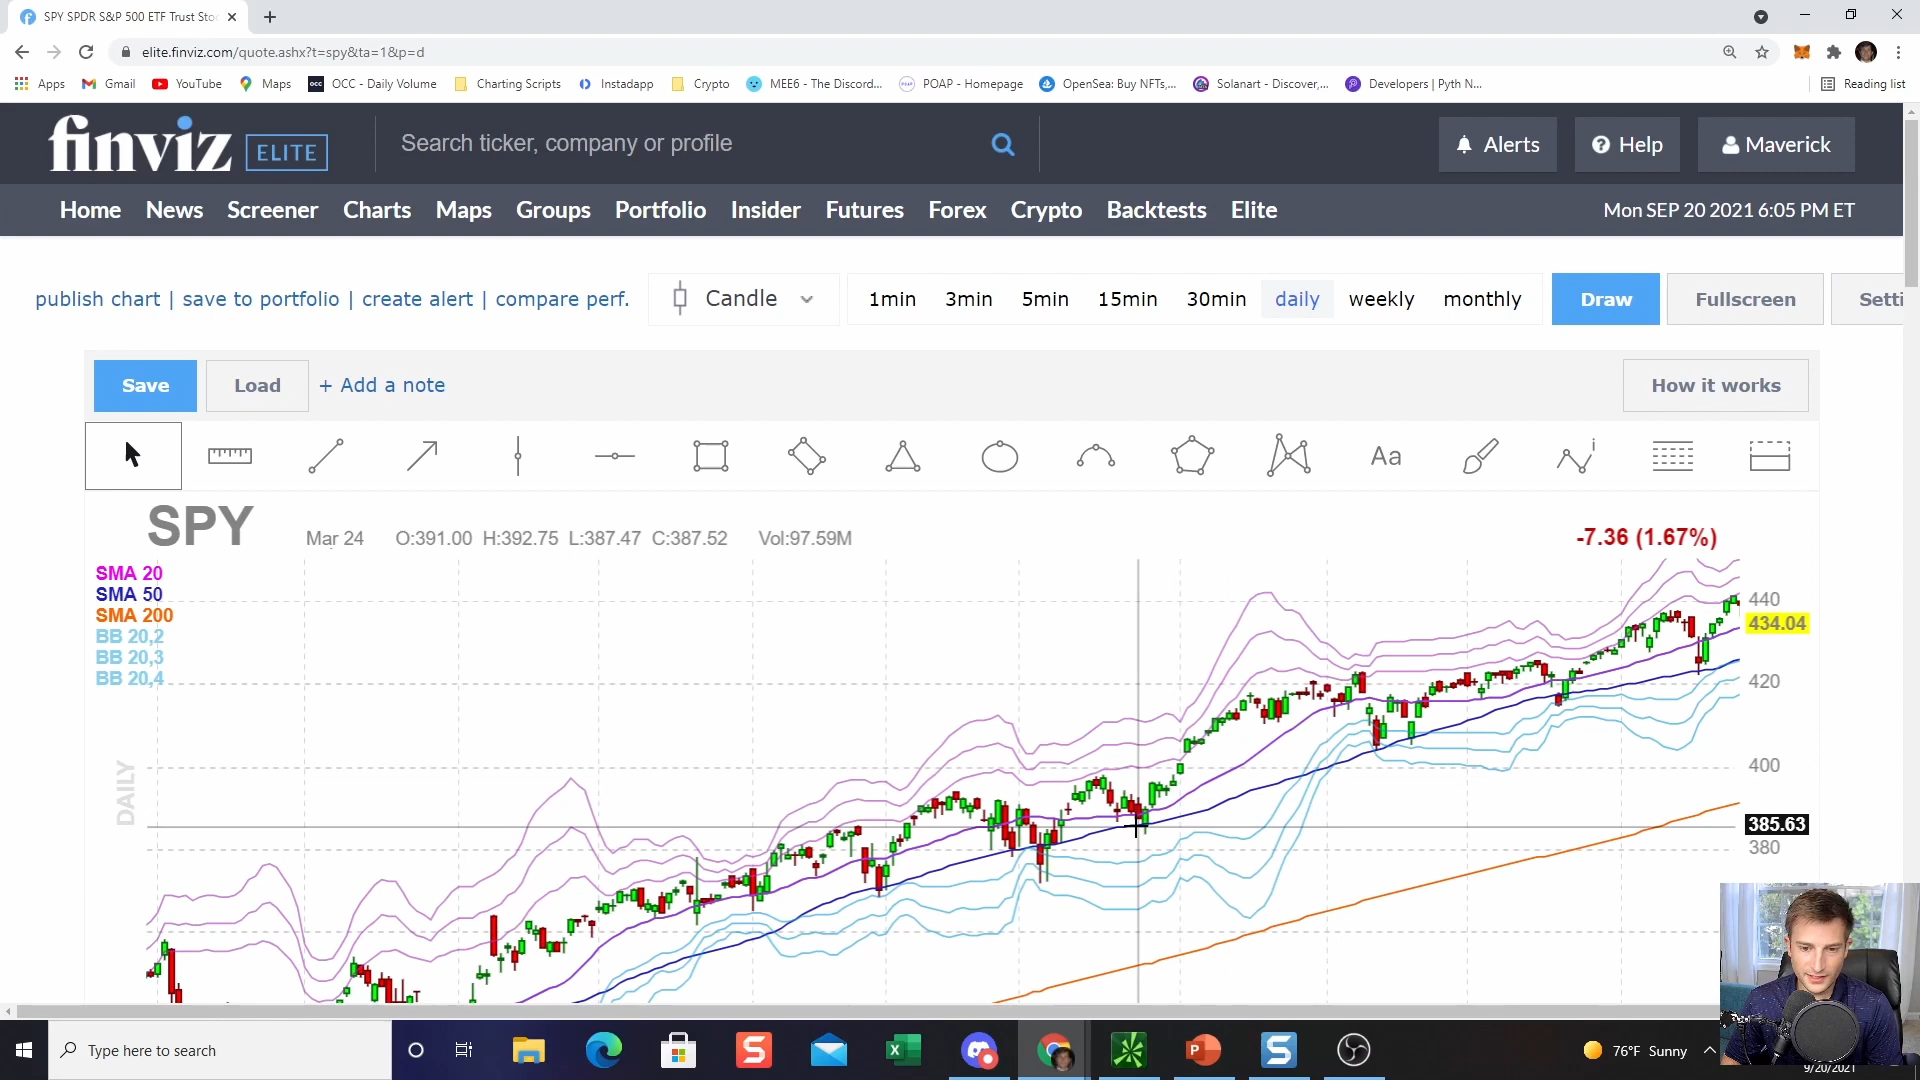 SPY SPDR S&P 500 ETF Trust Sto
elite.finviz.com/quote.ashx?t=spy&ta=1&p=d
Apps Gmail YouTube Maps OCC - Daily Volume Charting Scripts Instadapp Crypto MEE6 - The Discord... POAP - Homepage OpenSea: Buy NFTs,... Solanart - Discover,... Developers | Pyth N... Reading list
finviz ELITE Search ticker, company or profile Alerts Help Maverick
Home News Screener Charts Maps Groups Portfolio Insider Futures Forex Crypto Backtests Elite Mon SEP 20 2021 6:05 PM ET
publish chart | save to portfolio | create alert | compare perf. Candle 1min 3min 5min 15min 30min daily weekly monthly Draw Fullscreen Setti
Save Load + Add a note How it works
Aa i
SPY Mar 24 O:391.00 H:392.75 L:387.47 C:387.52 Vol:97.59M -7.36 (1.67%)
SMA 20
SMA 50
SMA 200
BB 20,2
BB 20,3
BB 20,4
440
434.04
420
400
385.63
380
DAILY
Type here to search 76°F Sunny
9/20/2021